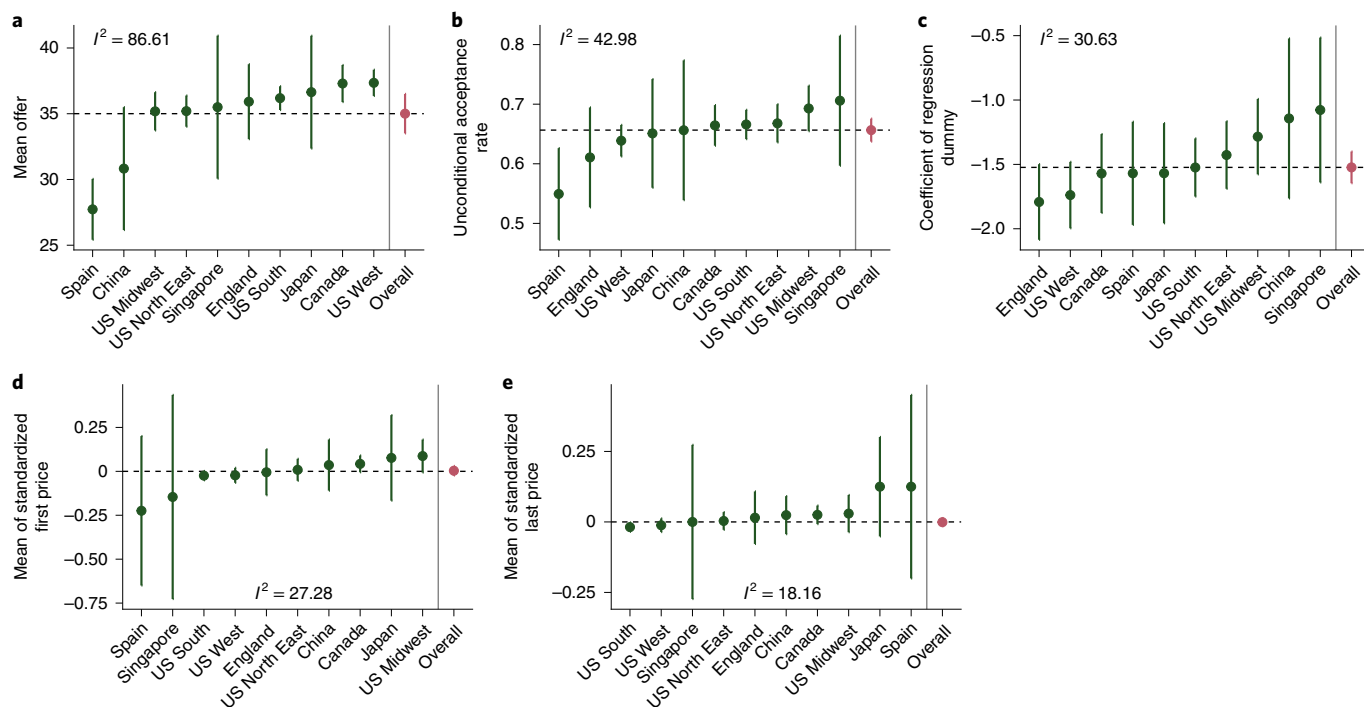 a
I² = 86.61
Mean offer
40
35
30
25
Spain
China
US Midwest
US North East
Singapore
England
US South
Japan
Canada
US West
Overall
b
I² = 42.98
Unconditional acceptance
rate
0.8
0.7
0.6
0.5
Spain
England
US West
Japan
China
Canada
US South
US North East
US Midwest
Singapore
Overall
c
I² = 30.63
Coefficient of regression
dummy
−0.5
−1.0
−1.5
−2.0
England
US West
Canada
Spain
Japan
US South
US North East
US Midwest
China
Singapore
Overall
d
Mean of standardized
first price
0.25
0
−0.25
−0.50
−0.75
I² = 27.28
Spain
Singapore
US South
US West
England
US North East
China
Canada
Japan
US Midwest
Overall
e
Mean of standardized
last price
0.25
0
−0.25
I² = 18.16
US South
US West
Singapore
US North East
England
China
Canada
US Midwest
Japan
Spain
Overall